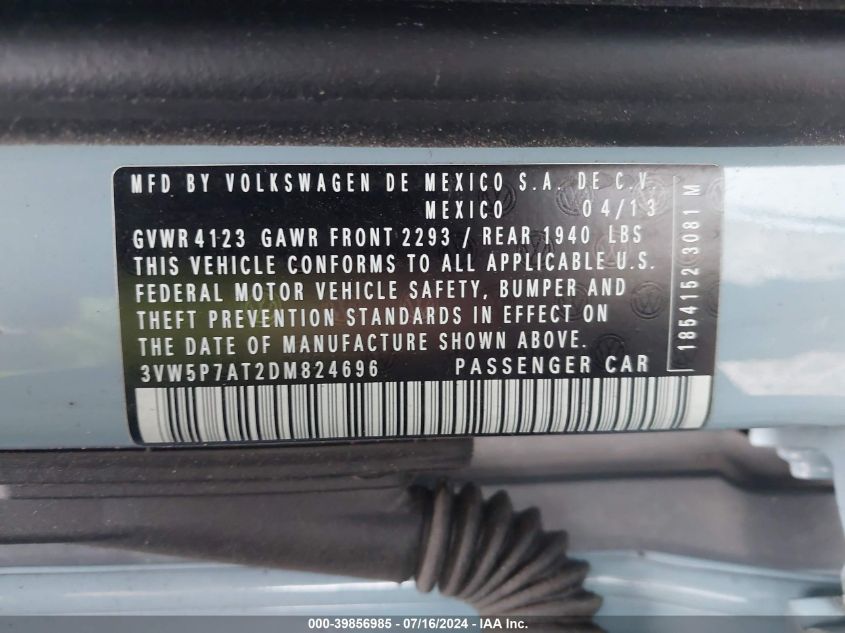 MFD BY VOLKSWAGEN DE MEXICO S.A. DE C.V.
MEXICO 04/13
GVWR 4123 GAWR FRONT 2293 / REAR 1940 LBS
THIS VEHICLE CONFORMS TO ALL APPLICABLE U.S.
FEDERAL MOTOR VEHICLE SAFETY, BUMPER AND
THEFT PREVENTION STANDARDS IN EFFECT ON
THE DATE OF MANUFACTURE SHOWN ABOVE.
3VW5P7AT2DM824696 PASSENGER CAR
1854152 3081 M
000-39856985 / 07/16/2024 - IAA Inc.